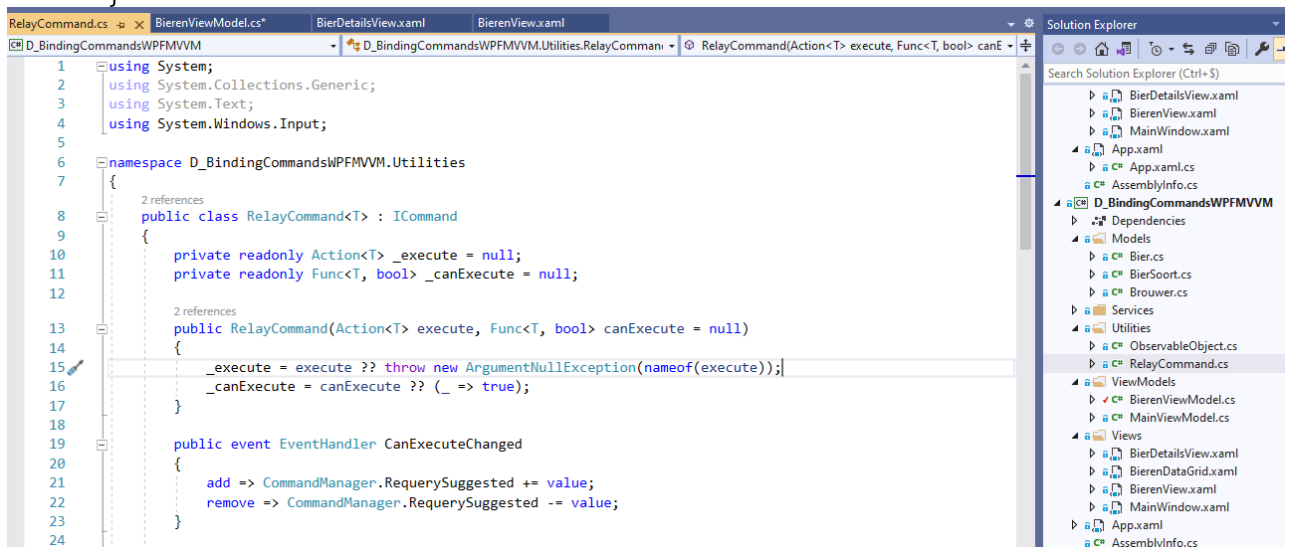 RelayCommand.cs
BierenViewModel.cs*
BierDetailsView.xaml
BierenView.xaml
C# D_BindingCommandsWPFMVVM
D_BindingCommandsWPFMVVM.Utilities.RelayComman
RelayCommand(Action<T> execute, Func<T, bool> canE
1 using System;
2 using System.Collections.Generic;
3 using System.Text;
4 using System.Windows.Input;
5
6 namespace D_BindingCommandsWPFMVVM.Utilities
7 {
2 references
8 public class RelayCommand<T> : ICommand
9 {
10 private readonly Action<T> _execute = null;
11 private readonly Func<T, bool> _canExecute = null;
12
2 references
13 public RelayCommand(Action<T> execute, Func<T, bool> canExecute = null)
14 {
15 _execute = execute ?? throw new ArgumentNullException(nameof(execute));
16 _canExecute = canExecute ?? (_ => true);
17 }
18
19 public event EventHandler CanExecuteChanged
20 {
21 add => CommandManager.RequerySuggested += value;
22 remove => CommandManager.RequerySuggested -= value;
23 }
24
Solution Explorer
Search Solution Explorer (Ctrl+$)
BierDetailsView.xaml
BierenView.xaml
MainWindow.xaml
App.xaml
C# App.xaml.cs
C# AssemblyInfo.cs
C# D_BindingCommandsWPFMVVM
Dependencies
Models
C# Bier.cs
C# BierSoort.cs
C# Brouwer.cs
Services
Utilities
C# ObservableObject.cs
C# RelayCommand.cs
ViewModels
C# BierenViewModel.cs
C# MainViewModel.cs
Views
BierDetailsView.xaml
BierenDataGrid.xaml
BierenView.xaml
MainWindow.xaml
App.xaml
C# AssemblyInfo.cs